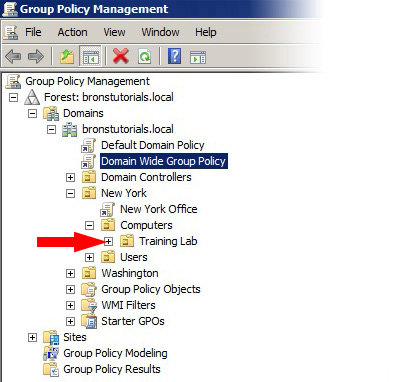 Group Policy Management
File Action View Window Help
Group Policy Management
Forest: bronstutorials.local
Domains
bronstutorials.local
Default Domain Policy
Domain Wide Group Policy
Domain Controllers
New York
New York Office
Computers
Training Lab
Users
Washington
Group Policy Objects
WMI Filters
Starter GPOs
Sites
Group Policy Modeling
Group Policy Results